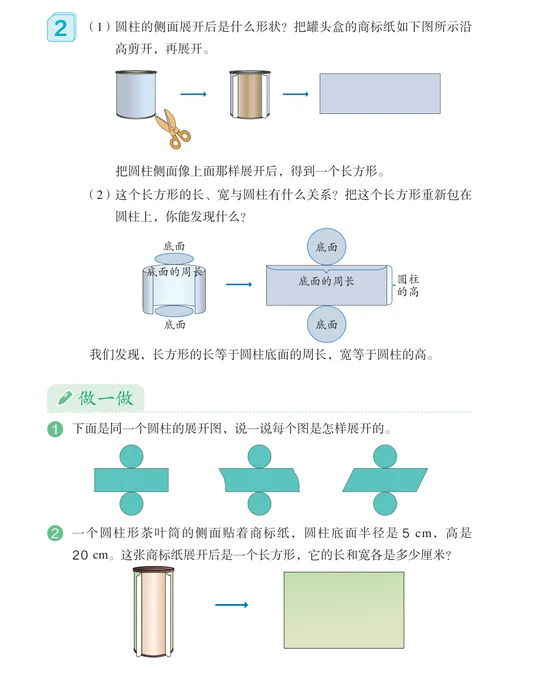 2
（1）圆柱的侧面展开后是什么形状？把罐头盒的商标纸如下图所示沿
高剪开，再展开。
把圆柱侧面像上面那样展开后，得到一个长方形。
（2）这个长方形的长、宽与圆柱有什么关系？把这个长方形重新包在
圆柱上，你能发现什么？
底面
底面的周长
底面
底面
底面的周长
圆柱
的高
底面
我们发现，长方形的长等于圆柱底面的周长，宽等于圆柱的高。
做一做
1 下面是同一个圆柱的展开图，说一说每个图是怎样展开的。
2 一个圆柱形茶叶筒的侧面贴着商标纸，圆柱底面半径是 5 cm，高是
20 cm。这张商标纸展开后是一个长方形，它的长和宽各是多少厘米？